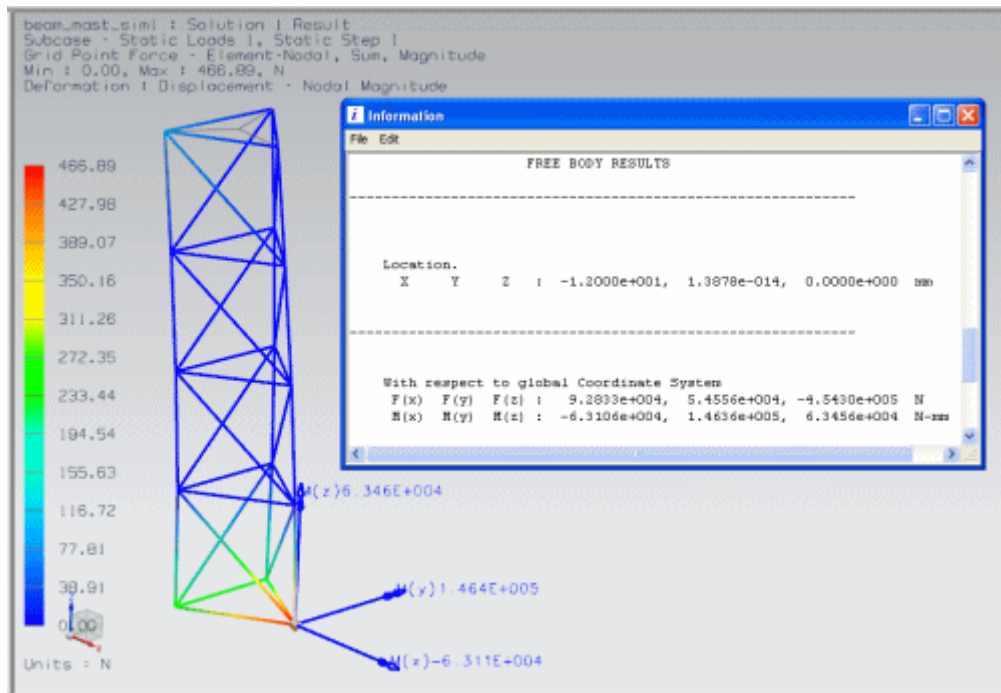 beam_mast_sim1 : Solution 1 Result
Subcase - Static Loads 1, Static Step 1
Grid Point Force - Element-Nodal, Sum, Magnitude
Min : 0.00, Max : 466.89, N
Deformation : Displacement - Nodal Magnitude
Information
File Edit
FREE BODY RESULTS
Location.
X Y Z : -1.2000e+001, 1.3878e-014, 0.0000e+000 mm
With respect to global Coordinate System
F(x) F(y) F(z) : 9.2833e+004, 5.4556e+004, -4.5430e+005 N
M(x) M(y) M(z) : -6.3106e+004, 1.4636e+005, 6.3456e+004 N-mm
466.89
427.98
389.07
350.16
311.26
272.35
233.44
194.54
155.63
116.72
77.81
38.91
0.00
Units : N
M(z)6.346E+004
M(y)1.464E+005
M(z)-6.311E+004